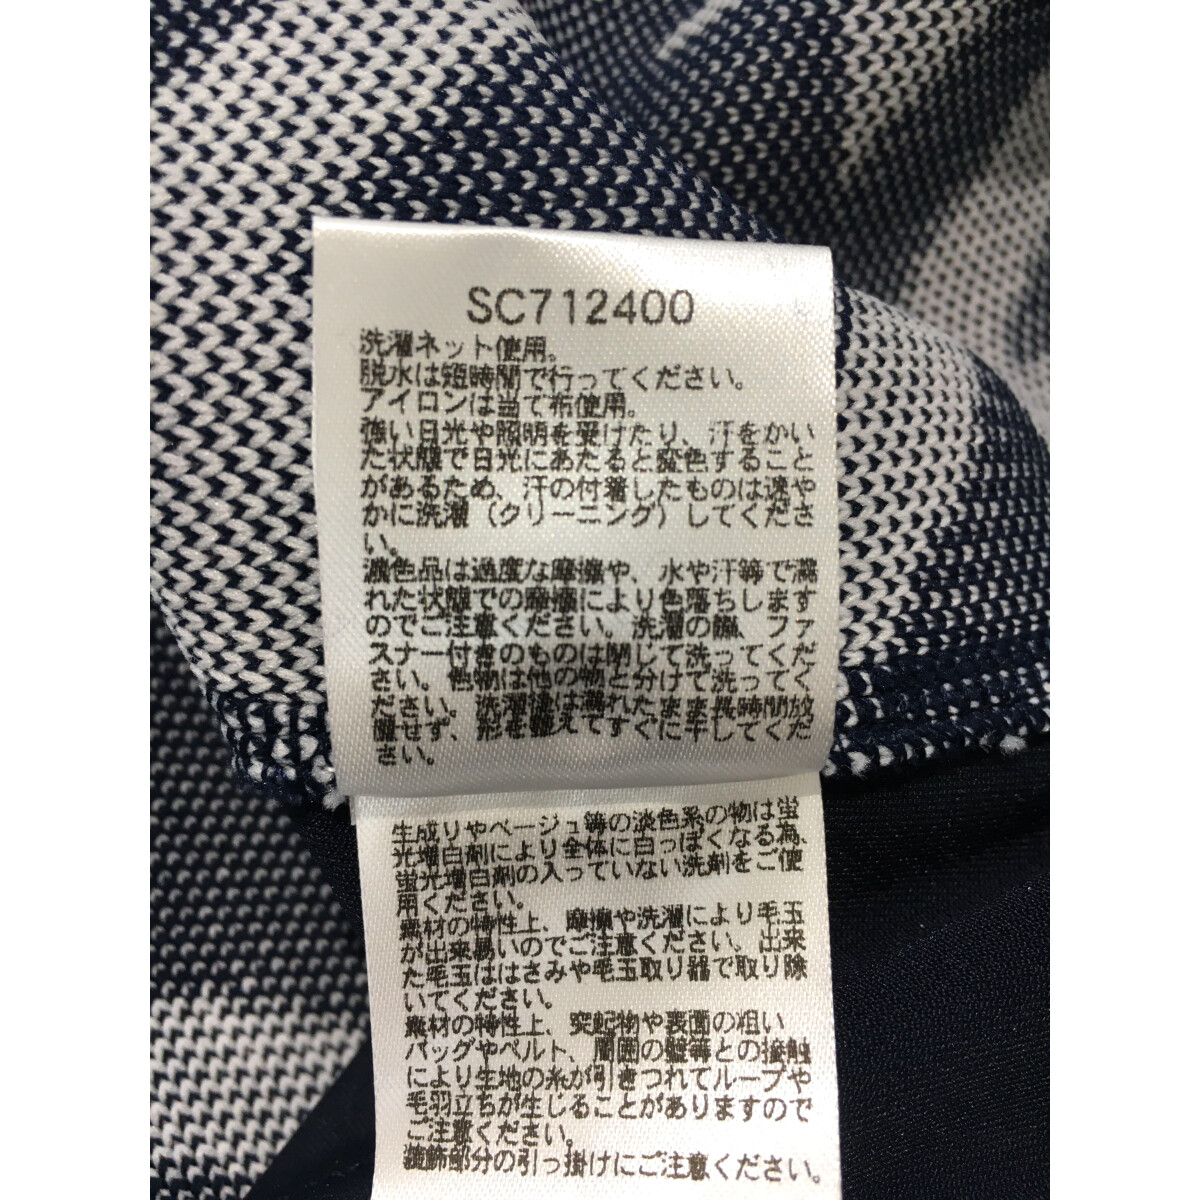 SC712400
洗濯ネット使用。
脱水は短時間で行ってください。
アイロンは当て布使用。
強い日光や照明を受けたり、汗をかい
た状態で日光にあたると変色すること
があるため、汗の付着したものは速や
かに洗濯（クリーニング）してくださ
い。
濃色品は過度な摩擦や、水や汗等で濡
れた状態での摩擦により色落ちします
のでご注意ください。洗濯の際、ファ
スナー付きのものは閉じて洗ってくだ
さい。色物は他の物と分けて洗ってく
ださい。洗濯後は濡れたまま長時間放
置せず、形を整えてすぐに干してくだ
さい。
生成りやベージュ等の淡色系の物は蛍
光増白剤により全体に白っぽくなる為、
蛍光増白剤の入っていない洗剤をご使
用ください。
素材の特性上、摩擦や洗濯により毛玉
が出来易いのでご注意ください。出来
た毛玉ははさみや毛玉取り器で取り除
いてください。
素材の特性上、突起物や表面の粗い
バッグやベルト、周囲の壁等との接触
により生地の糸が引きつれてループや
毛羽立ちが生じることがありますので
ご注意ください。
装飾部分の引っ掛けにご注意ください。